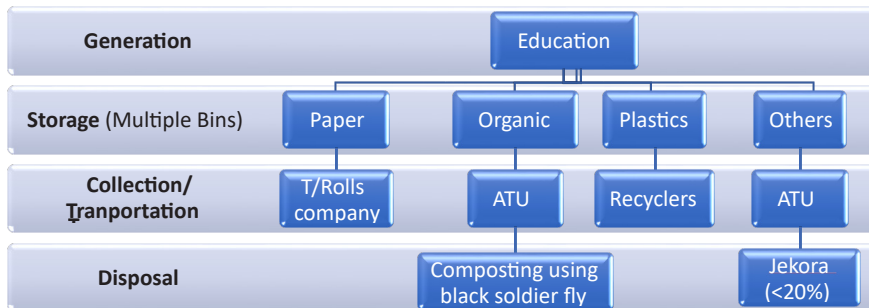 Generation
Education
Storage (Multiple Bins)
Paper
Organic
Plastics
Others
Collection/
Tranportation
T/Rolls
company
ATU
Recyclers
ATU
Disposal
Composting using
black soldier fly
Jekora
(<20%)